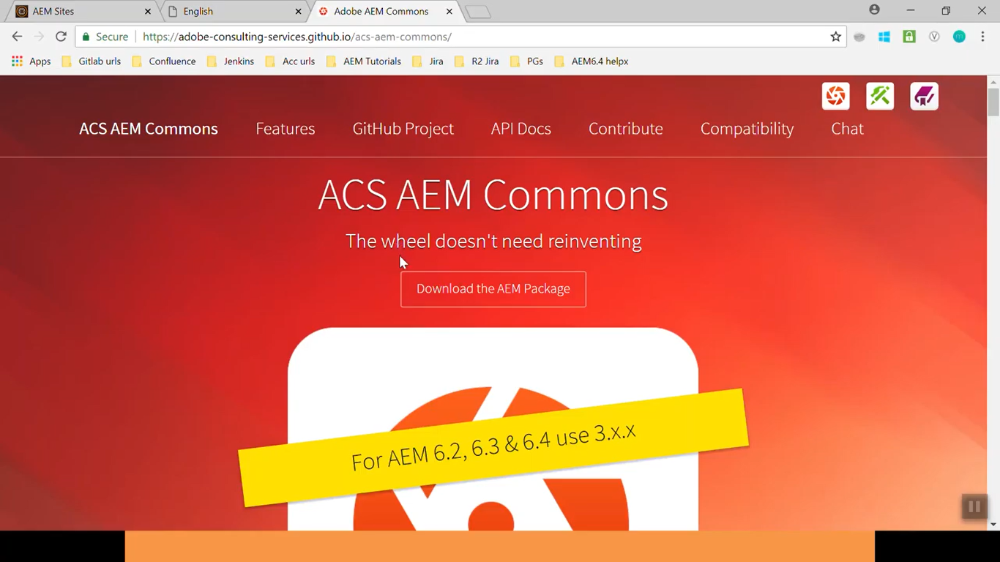 AEM Sites
English
Adobe AEM Commons
Secure https://adobe-consulting-services.github.io/acs-aem-commons/
Apps Gitlab urls Confluence Jenkins Acc urls AEM Tutorials Jira R2 Jira PGs AEM6.4 helpx
ACS AEM Commons Features GitHub Project API Docs Contribute Compatibility Chat
ACS AEM Commons
The wheel doesn't need reinventing
Download the AEM Package
For AEM 6.2, 6.3 & 6.4 use 3.x.x